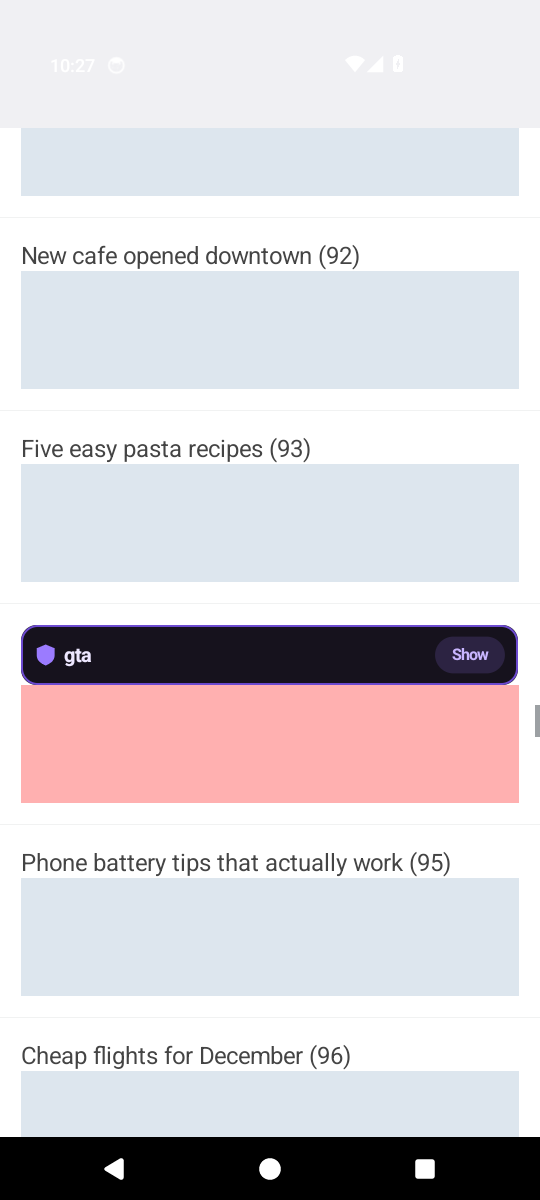 10:27
New cafe opened downtown (92)
Five easy pasta recipes (93)
gta
Show
Phone battery tips that actually work (95)
Cheap flights for December (96)